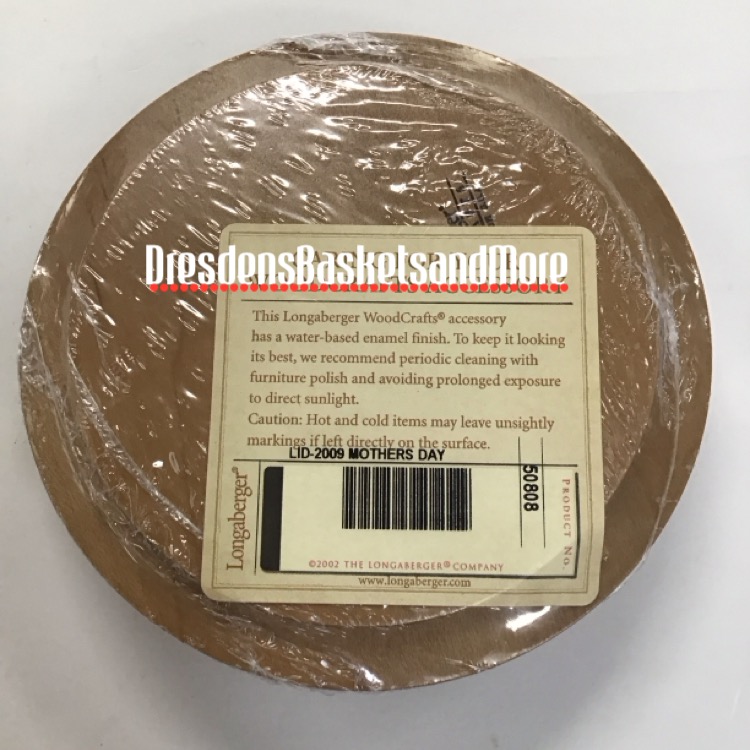 DresdensBasketsandMore
This Longaberger WoodCrafts® accessory
has a water-based enamel finish. To keep it looking
its best, we recommend periodic cleaning with
furniture polish and avoiding prolonged exposure
to direct sunlight.
Caution: Hot and cold items may leave unsightly
markings if left directly on the surface.
LID-2009 MOTHERS DAY
Longaberger®
50808
PRODUCT NO.
©2002 THE LONGABERGER® COMPANY
www.longaberger.com